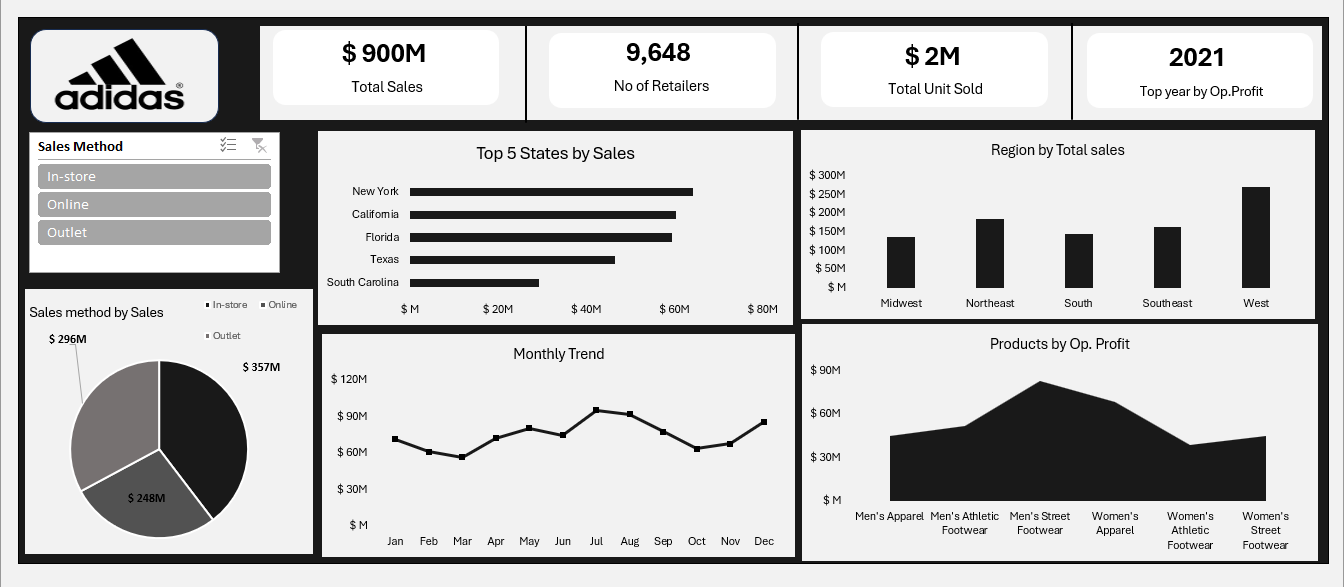 adidas®
$ 900M
Total Sales
9,648
No of Retailers
$ 2M
Total Unit Sold
2021
Top year by Op.Profit
Sales Method
In-store
Online
Outlet
Sales method by Sales
In-store Online
Outlet
$ 296M
$ 357M
$ 248M
Top 5 States by Sales
New York
California
Florida
Texas
South Carolina
$ M $ 20M $ 40M $ 60M $ 80M
Monthly Trend
$ 120M
$ 90M
$ 60M
$ 30M
$ M
Jan Feb Mar Apr May Jun Jul Aug Sep Oct Nov Dec
Region by Total sales
$ 300M
$ 250M
$ 200M
$ 150M
$ 100M
$ 50M
$ M
Midwest Northeast South Southeast West
Products by Op. Profit
$ 90M
$ 60M
$ 30M
$ M
Men's Apparel Men's Athletic Men's Street Women's Women's Women's
Footwear Footwear Apparel Athletic Street
Footwear Footwear